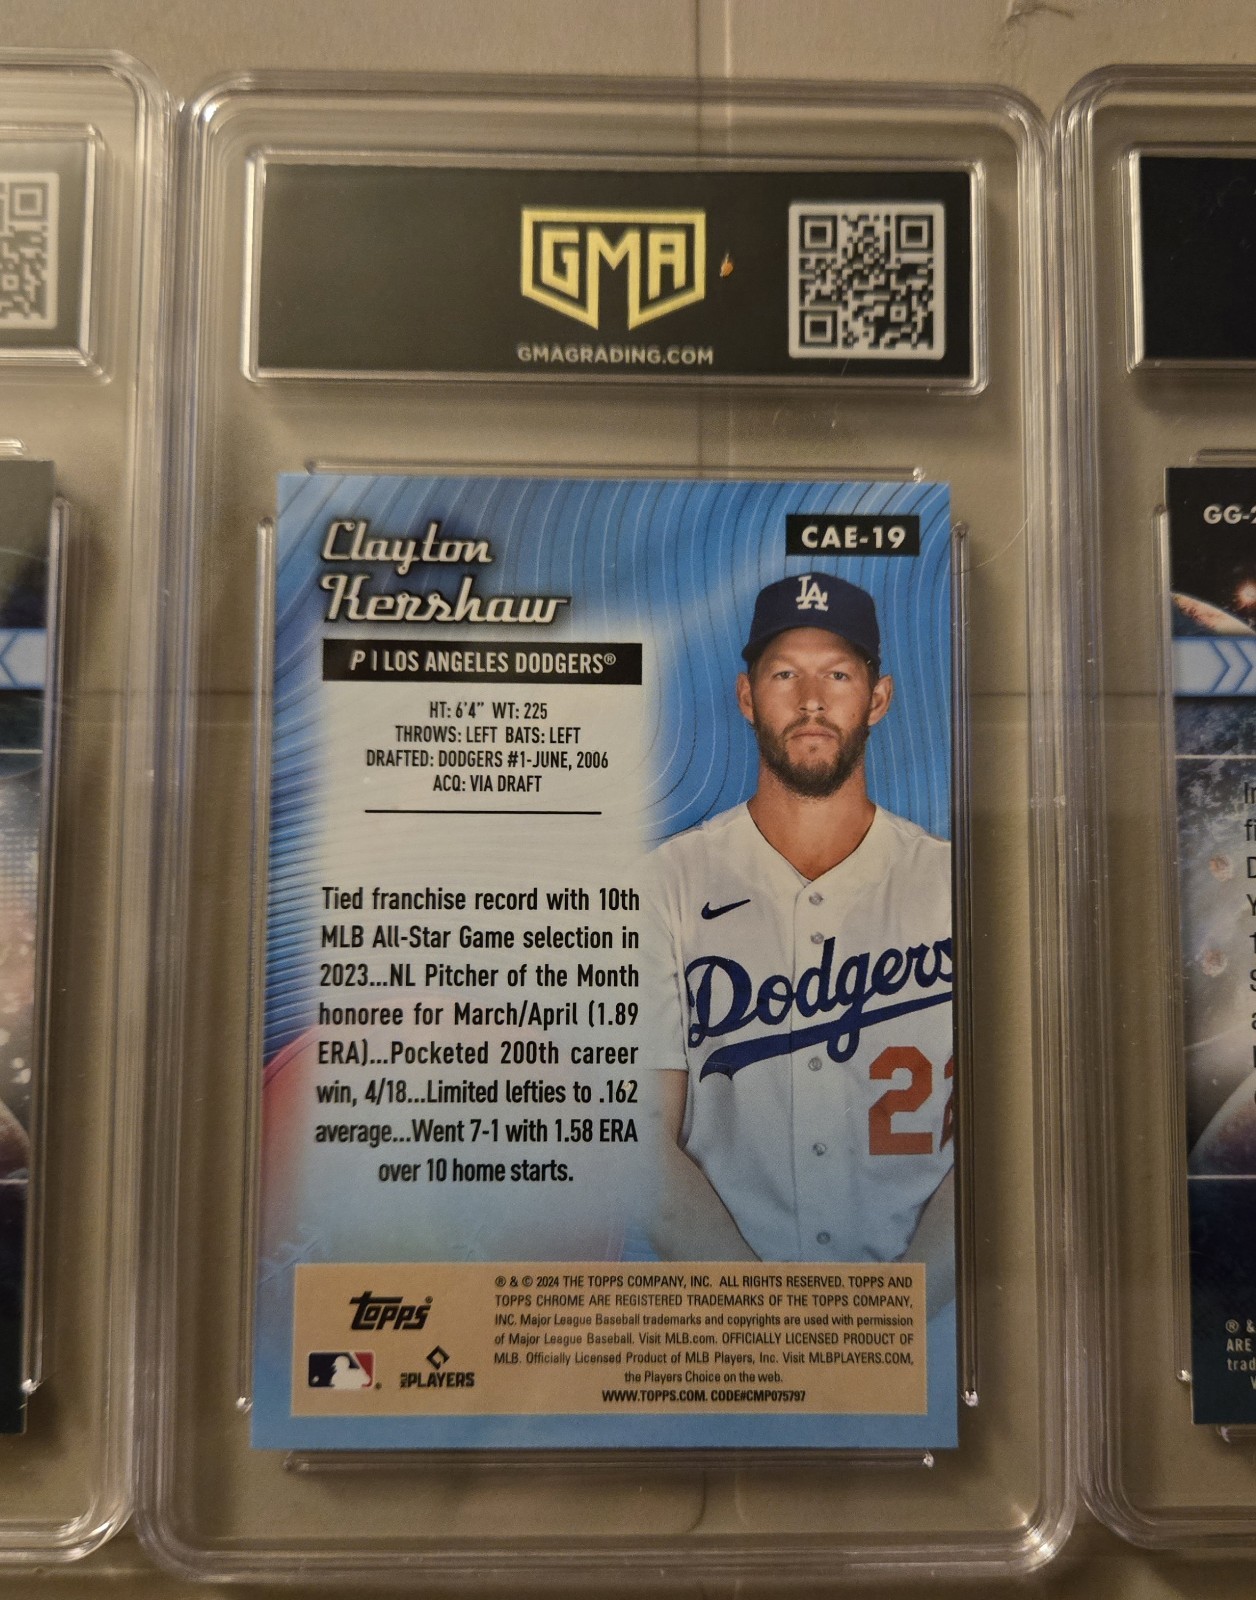 GMA
GMAGRADING.COM
Clayton
Kershaw
CAE-19
P | LOS ANGELES DODGERS®
HT: 6'4" WT: 225
THROWS: LEFT BATS: LEFT
DRAFTED: DODGERS #1-JUNE, 2006
ACQ: VIA DRAFT
Tied franchise record with 10th
MLB All-Star Game selection in
2023...NL Pitcher of the Month
honoree for March/April (1.89
ERA)...Pocketed 200th career
win, 4/18...Limited lefties to .162
average...Went 7-1 with 1.58 ERA
over 10 home starts.
LA
Dodgers
22
topps®
PLAYERS
® & © 2024 THE TOPPS COMPANY, INC. ALL RIGHTS RESERVED. TOPPS AND
TOPPS CHROME ARE REGISTERED TRADEMARKS OF THE TOPPS COMPANY,
INC. Major League Baseball trademarks and copyrights are used with permission
of Major League Baseball. Visit MLB.com. OFFICIALLY LICENSED PRODUCT OF
MLB. Officially Licensed Product of MLB Players, Inc. Visit MLBPLAYERS.COM,
the Players Choice on the web.
WWW.TOPPS.COM. CODE#CMP075797
GG-2
® &
ARE
trad